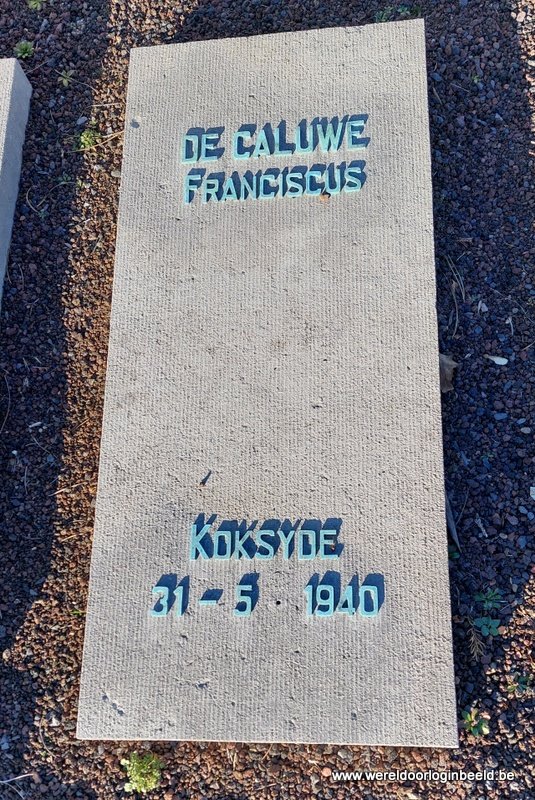 DE CALUWE
FRANCISCUS
KOKSYDE
31 - 5 1940
www.wereldoorloginbeeld.be